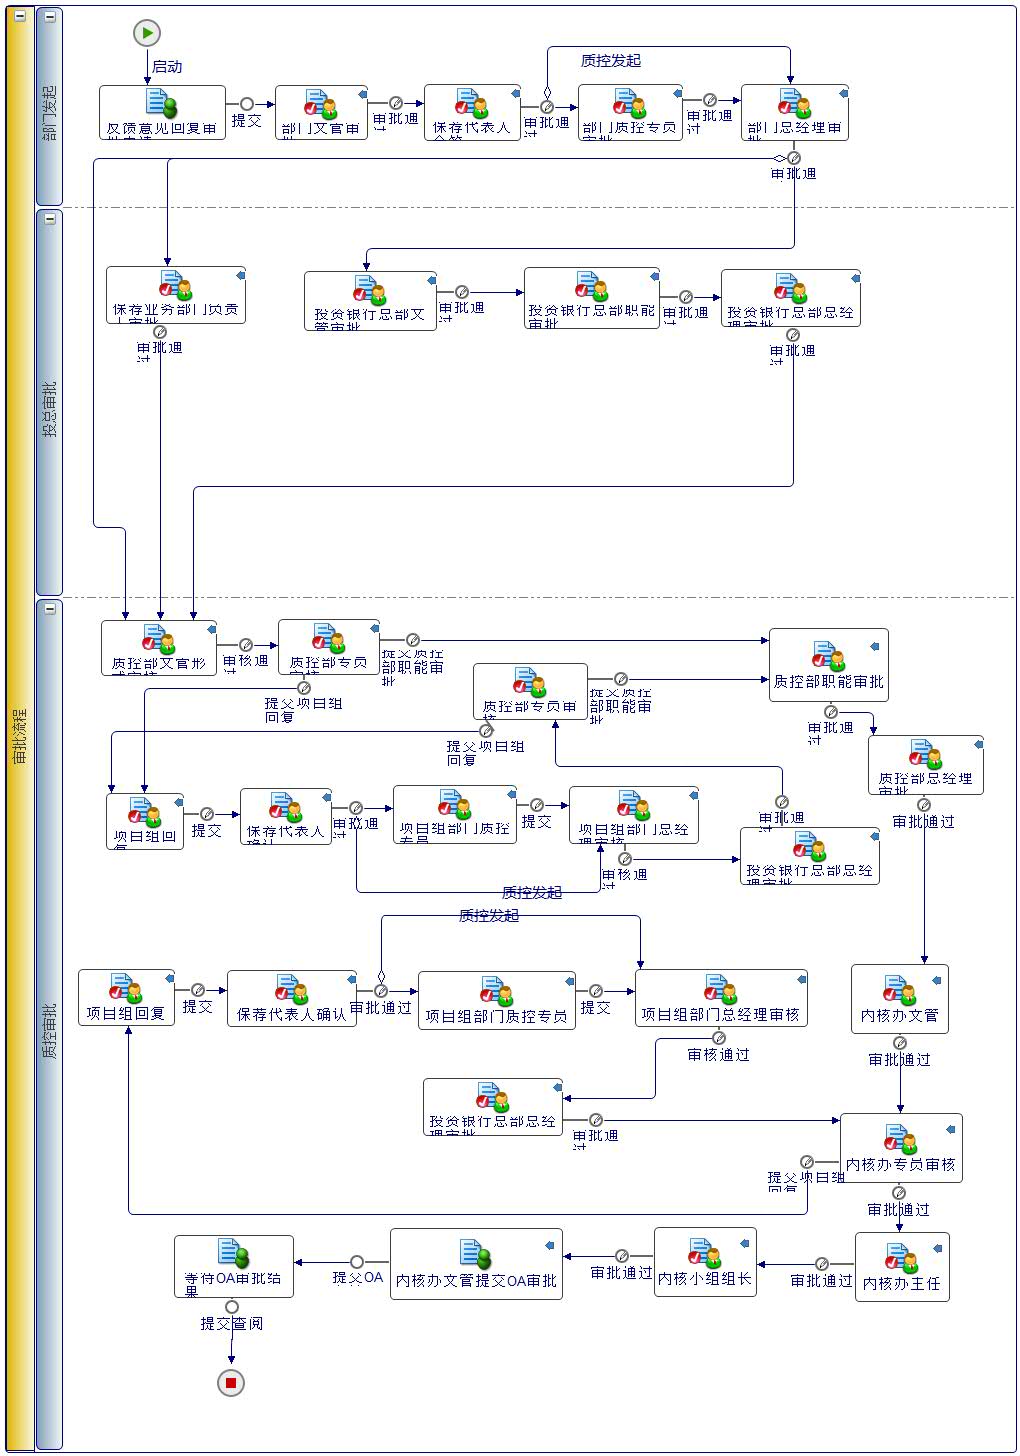 审批流程
部门发起
启动
质控发起
反馈意见回复审
提交
部门文管审
审批通
过
保荐代表人
审批通
过
部门质控专员
审批
审批通
过
部门总经理审
审批通
投总审批
保荐业务部门负责
人审批
审批通
过
投资银行总部文
管审批
审批通
过
投资银行总部职能
审批
审批通
过
投资银行总部总经
理审批
审批通
过
质控审批
质控部文管形
式审核
审核通
过
质控部专员
审核
提交质控
部职能审
批
提交项目组
回复
质控部专员审
核
提交质控
部职能审
批
提交项目组
回复
质控部职能审批
审批通
过
质控部总经理
审批
审批通过
项目组回
复
提交
保荐代表人
确认
审批通
过
项目组部门质控
专员
提交
项目组部门总经
理审核
审核通
过
审批通
过
投资银行总部总经
理审批
质控发起
质控发起
项目组回复
提交
保荐代表人确认
审批通过
项目组部门质控专员
提交
项目组部门总经理审核
审核通过
内核办文管
审批通过
投资银行总部总经
理审批
审批通
过
内核办专员审核
提交项目组
回复
审批通过
等待OA审批结
果
提交OA
内核办文管提交OA审批
审批通过
内核小组组长
审批通过
内核办主任
提交查阅